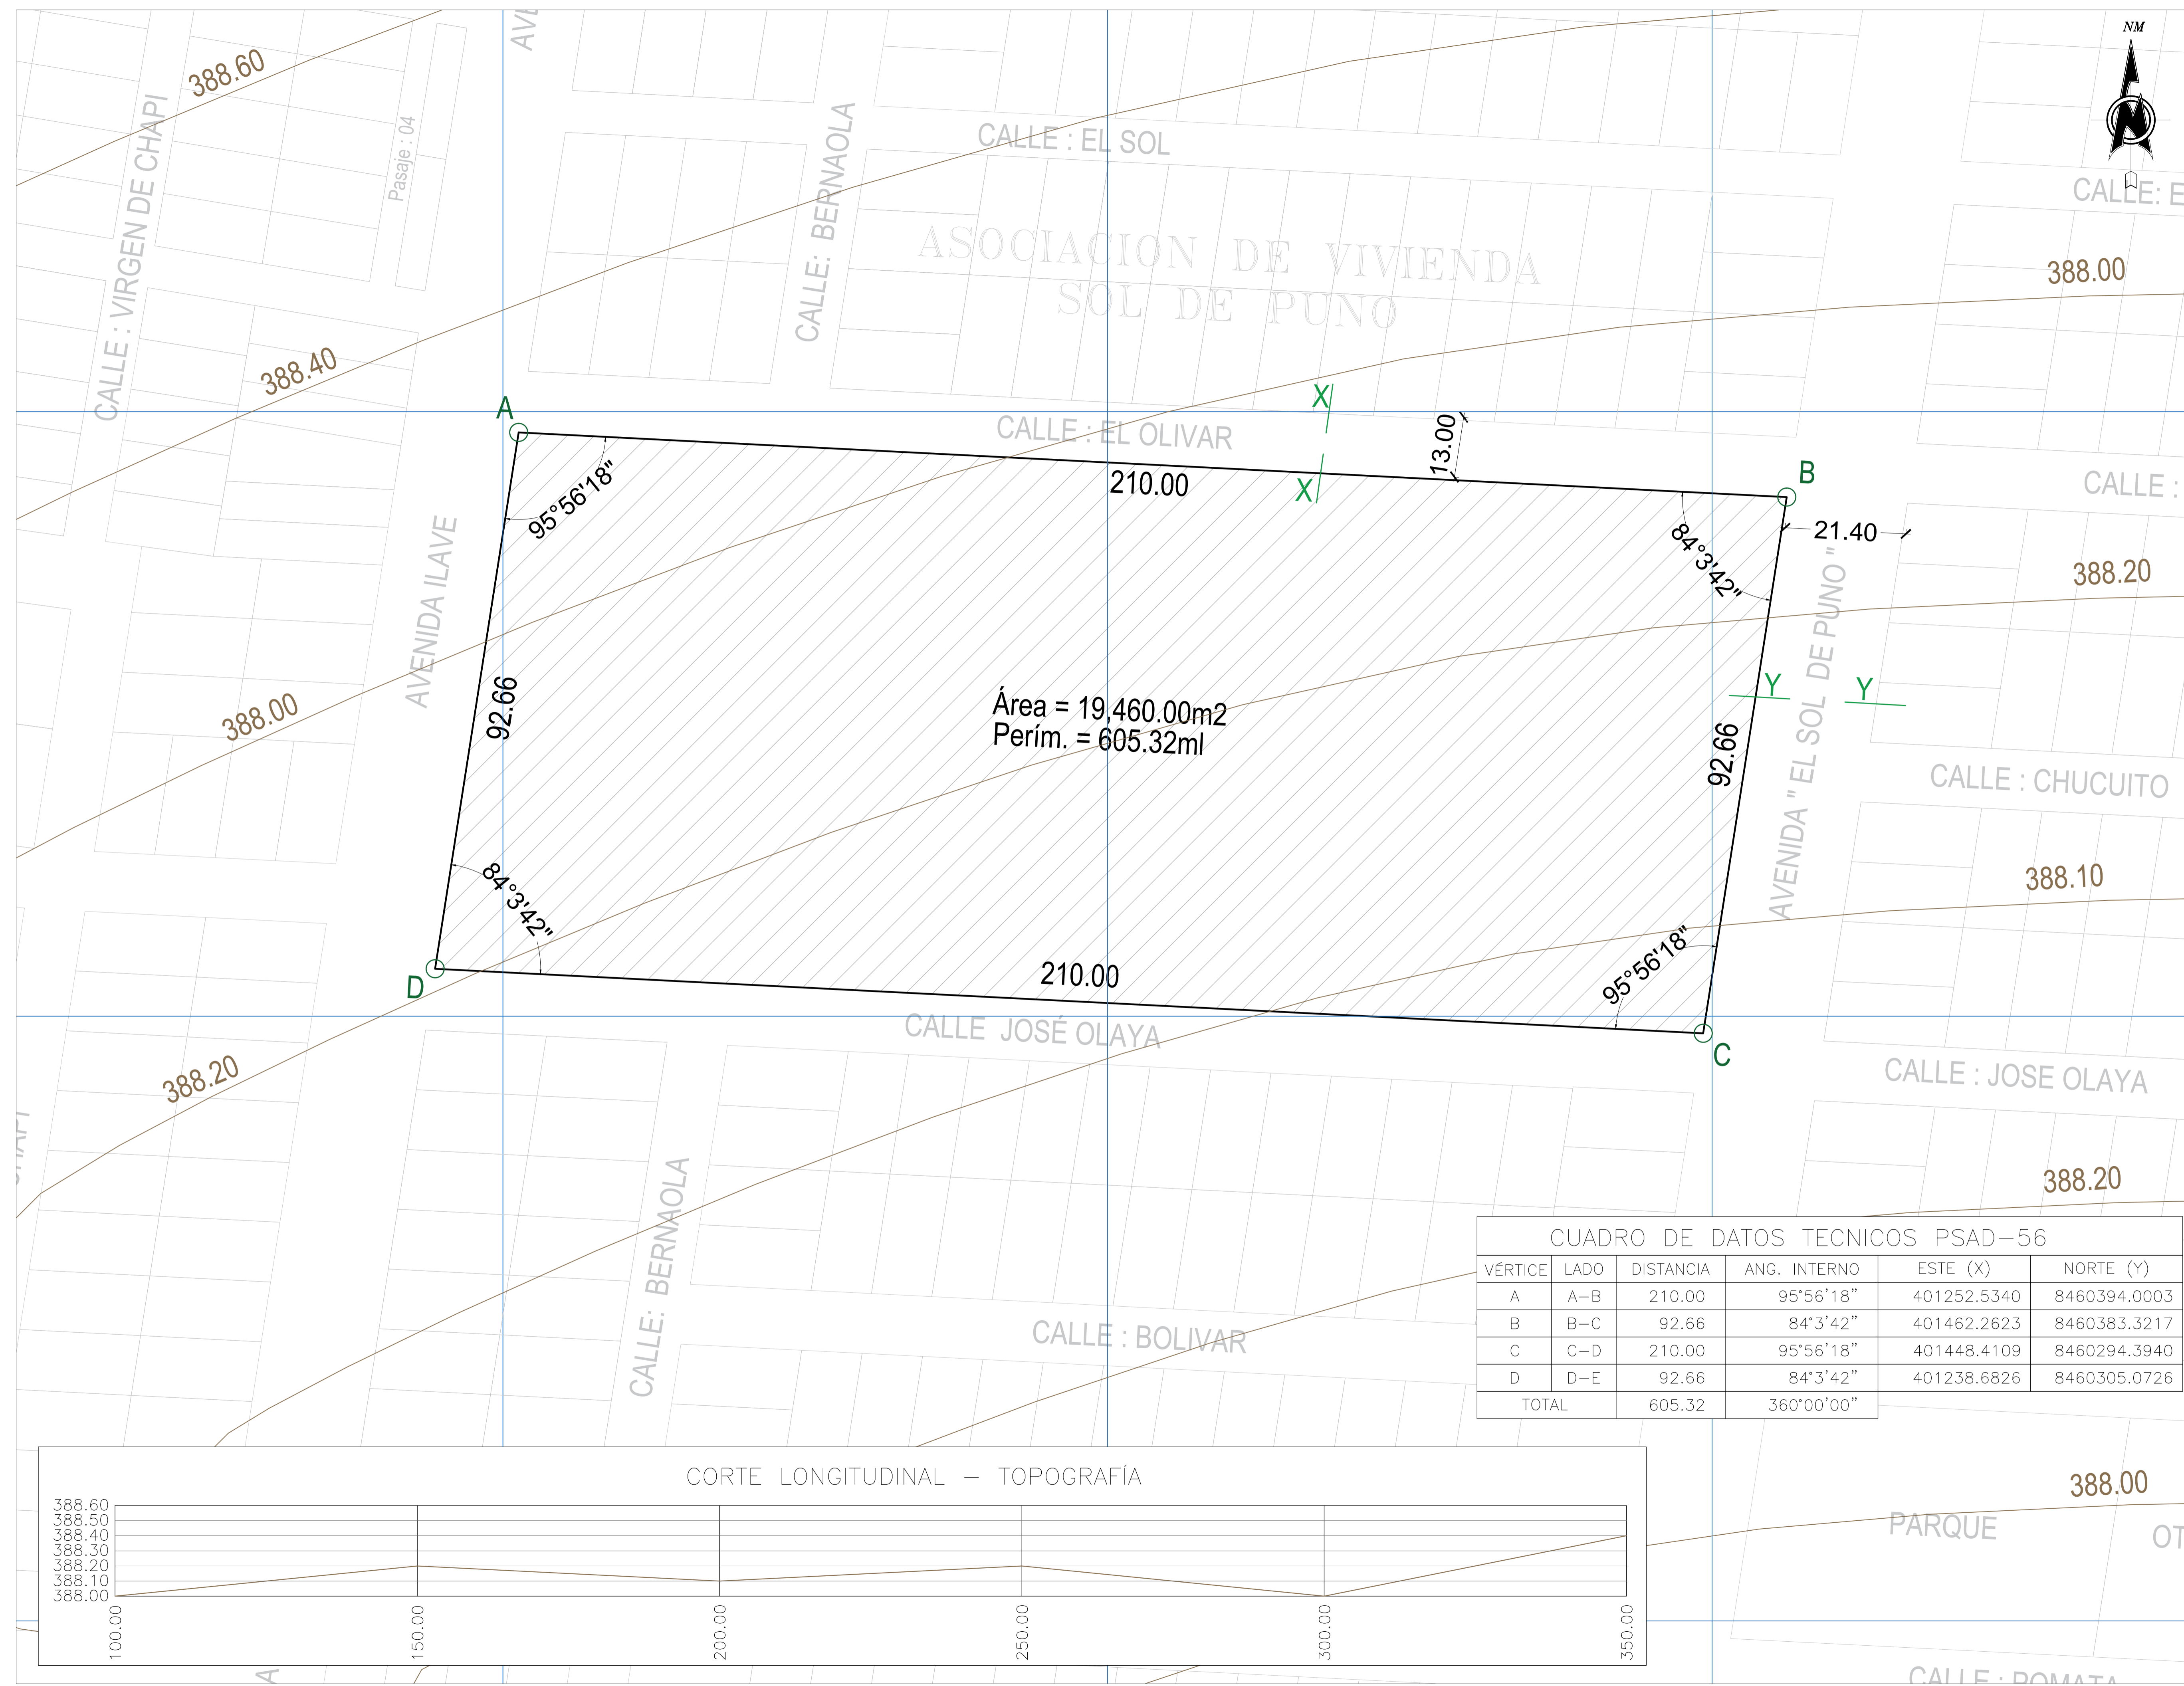 NM
388.60
CALLE : VIRGEN DE CHAPI
Pasaje : 04
CALLE: BERNAOLA
CALLE : EL SOL
ASOCIACION DE VIVIENDA
SOL DE PUNO
388.00
388.40
A
CALLE : EL OLIVAR
X
X
13.00
B
CALLE :
210.00
95°56'18"
84°3'42"
21.40
388.20
AVENIDA ILAVE
AVENIDA " EL SOL DE PUNO "
92.66
388.00
Área = 19,460.00m2
Perím. = 605.32ml
Y
Y
92.66
CALLE : CHUCUITO
388.10
84°3'42"
95°56'18"
D
210.00
C
CALLE JOSÉ OLAYA
CALLE : JOSE OLAYA
388.20
388.20
CALLE: BERNAOLA
CALLE : BOLIVAR
CUADRO DE DATOS TECNICOS PSAD-56
VÉRTICE LADO DISTANCIA ANG. INTERNO ESTE (X) NORTE (Y)
A A-B 210.00 95°56'18" 401252.5340 8460394.0003
B B-C 92.66 84°3'42" 401462.2623 8460383.3217
C C-D 210.00 95°56'18" 401448.4109 8460294.3940
D D-E 92.66 84°3'42" 401238.6826 8460305.0726
TOTAL 605.32 360°00'00"
388.00
PARQUE
CORTE LONGITUDINAL - TOPOGRAFÍA
388.60
388.50
388.40
388.30
388.20
388.10
388.00
100.00 150.00 200.00 250.00 300.00 350.00